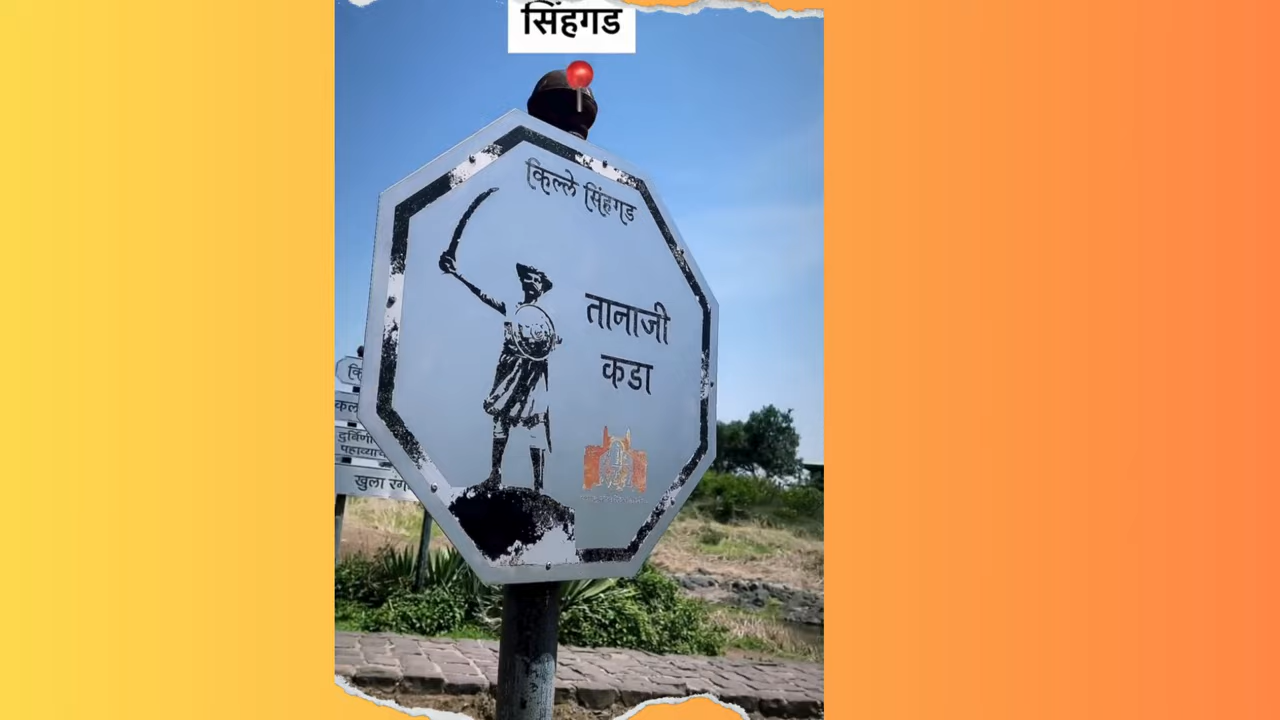 सिंहगड
किल्ले सिंहगड
तानाजी
कडा
खुला रंग